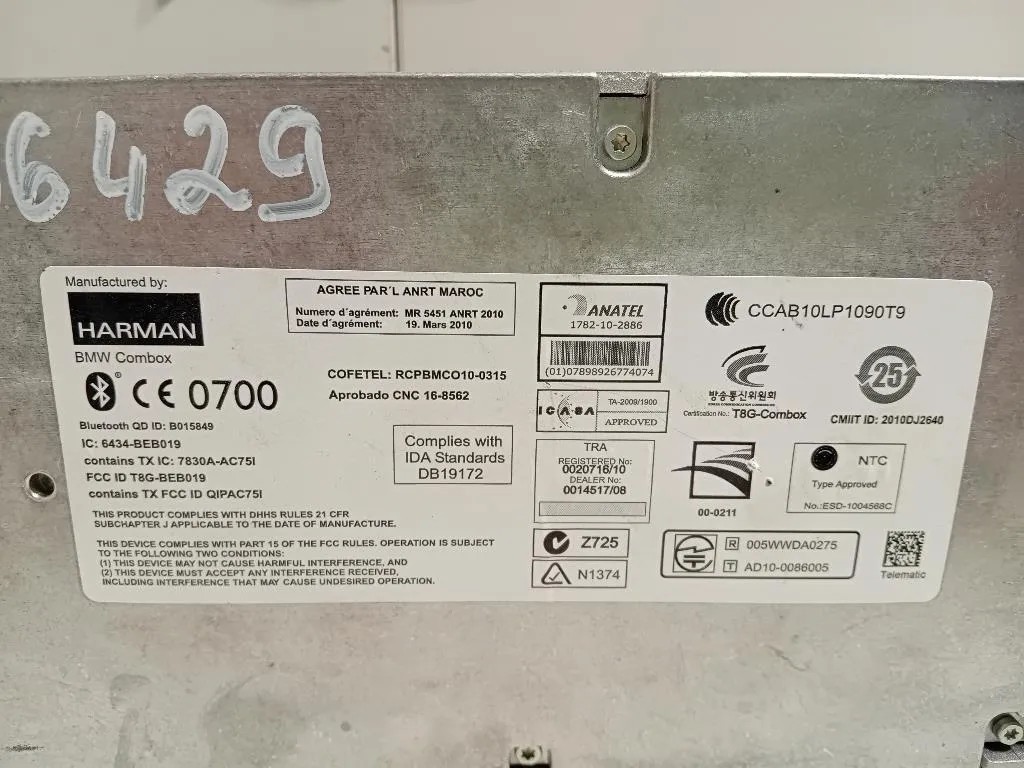 6429
Manufactured by:
HARMAN
BMW Combox
CE 0700
Bluetooth QD ID: B015849
IC: 6434-BEB019
contains TX IC: 7830A-AC75I
FCC ID T8G-BEB019
contains TX FCC ID QIPAC75I
THIS PRODUCT COMPLIES WITH DHHS RULES 21 CFR
SUBCHAPTER J APPLICABLE TO THE DATE OF MANUFACTURE.
THIS DEVICE COMPLIES WITH PART 15 OF THE FCC RULES. OPERATION IS SUBJECT
TO THE FOLLOWING TWO CONDITIONS:
(1) THIS DEVICE MAY NOT CAUSE HARMFUL INTERFERENCE, AND
(2) THIS DEVICE MUST ACCEPT ANY INTERFERENCE RECEIVED,
INCLUDING INTERFERENCE THAT MAY CAUSE UNDESIRED OPERATION.
AGREE PAR´L ANRT MAROC
Numero d´agrément: MR 5451 ANRT 2010
Date d´agrément: 19. Mars 2010
COFETEL: RCPBMCO10-0315
Aprobado CNC 16-8562
Complies with
IDA Standards
DB19172
ANATEL
1782-10-2886
(01)07898926774074
ICASA
TA-2009/1900
APPROVED
TRA
REGISTERED No:
0020716/10
DEALER No:
0014517/08
Z725
N1374
CCAB10LP1090T9
방송통신위원회
KOREA COMMUNICATIONS COMMISSION
Certification No.: T8G-Combox
25
CMIIT ID: 2010DJ2640
00-0211
NTC
Type Approved
No.:ESD-1004568C
R 005WWDA0275
T AD10-0086005
Telematic